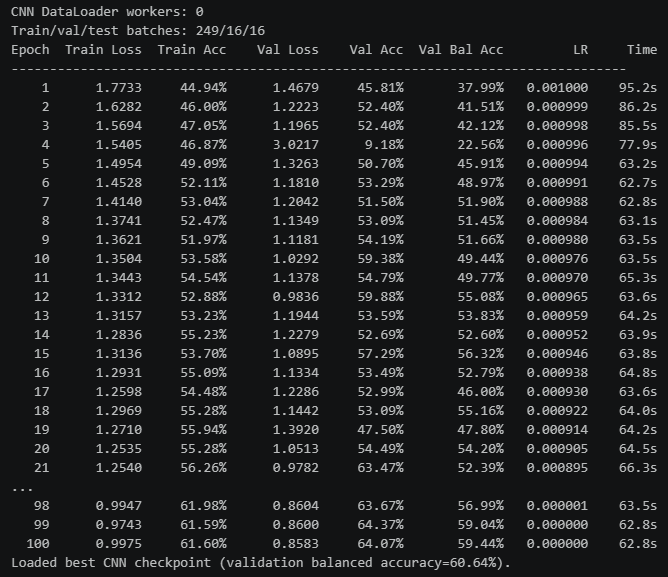 CNN DataLoader workers: 0
Train/val/test batches: 249/16/16
Epoch  Train Loss  Train Acc   Val Loss    Val Acc  Val Bal Acc         LR     Time
--------------------------------------------------------------------------------
    1      1.7733     44.94%     1.4679     45.81%       37.99%   0.001000    95.2s
    2      1.6282     46.00%     1.2223     52.40%       41.51%   0.000999    86.2s
    3      1.5694     47.05%     1.1965     52.40%       42.12%   0.000998    85.5s
    4      1.5405     46.87%     3.0217      9.18%       22.56%   0.000996    77.9s
    5      1.4954     49.09%     1.3263     50.70%       45.91%   0.000994    63.2s
    6      1.4528     52.11%     1.1810     53.29%       48.97%   0.000991    62.7s
    7      1.4140     53.04%     1.2042     51.50%       51.90%   0.000988    62.8s
    8      1.3741     52.47%     1.1349     53.09%       51.45%   0.000984    63.1s
    9      1.3621     51.97%     1.1181     54.19%       51.66%   0.000980    63.5s
   10      1.3504     53.58%     1.0292     59.38%       49.44%   0.000976    63.5s
   11      1.3443     54.54%     1.1378     54.79%       49.77%   0.000970    65.3s
   12      1.3312     52.88%     0.9836     59.88%       55.08%   0.000965    63.6s
   13      1.3157     53.23%     1.1944     53.59%       53.83%   0.000959    64.2s
   14      1.2836     55.23%     1.2279     52.69%       52.60%   0.000952    63.9s
   15      1.3136     53.70%     1.0895     57.29%       56.32%   0.000946    63.8s
   16      1.2931     55.09%     1.1334     53.49%       52.79%   0.000938    64.8s
   17      1.2598     54.48%     1.2286     52.99%       46.00%   0.000930    63.6s
   18      1.2969     55.28%     1.1442     53.09%       55.16%   0.000922    64.0s
   19      1.2710     55.94%     1.3920     47.50%       47.80%   0.000914    64.2s
   20      1.2535     55.28%     1.0513     54.49%       54.20%   0.000905    64.5s
   21      1.2540     56.26%     0.9782     63.47%       52.39%   0.000895    66.3s
...
   98      0.9947     61.98%     0.8604     63.67%       56.99%   0.000001    63.5s
   99      0.9743     61.59%     0.8600     64.37%       59.04%   0.000000    62.8s
  100      0.9975     61.60%     0.8583     64.07%       59.44%   0.000000    62.8s
Loaded best CNN checkpoint (validation balanced accuracy=60.64%).